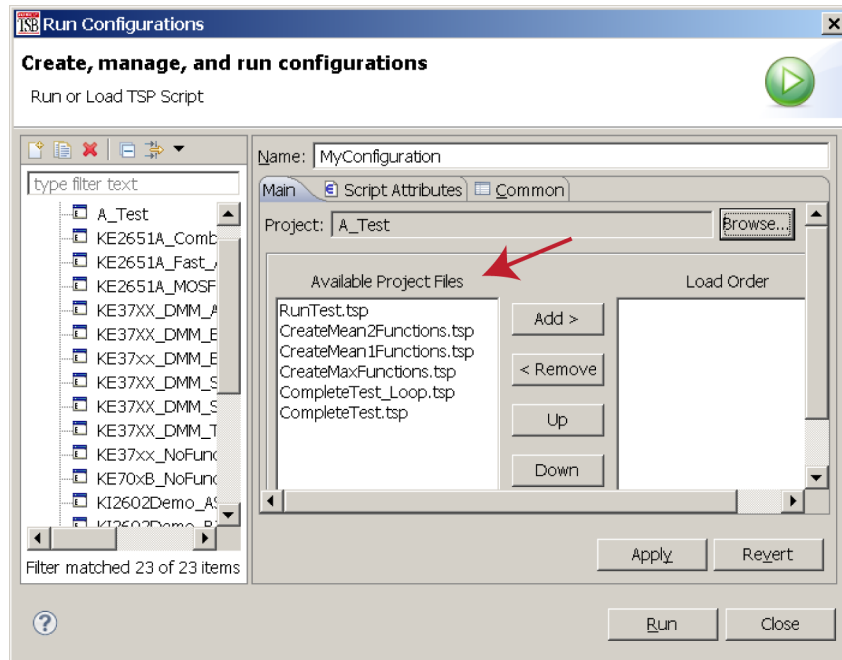 TSB Run Configurations
Create, manage, and run configurations
Run or Load TSP Script
type filter text
A_Test
KE2651A_Comb
KE2651A_Fast_
KE2651A_MOSF
KE37XX_DMM_A
KE37XX_DMM_E
KE37xx_DMM_E
KE37XX_DMM_S
KE37XX_DMM_S
KE37XX_DMM_T
KE37xx_NoFunc
KE70xB_NoFunc
KI2602Demo_AS
Filter matched 23 of 23 items
Name: MyConfiguration
Main Script Attributes Common
Project: A_Test Browse...
Available Project Files
RunTest.tsp
CreateMean2Functions.tsp
CreateMean1Functions.tsp
CreateMaxFunctions.tsp
CompleteTest_Loop.tsp
CompleteTest.tsp
Add >
< Remove
Up
Down
Load Order
Apply Revert
? Run Close